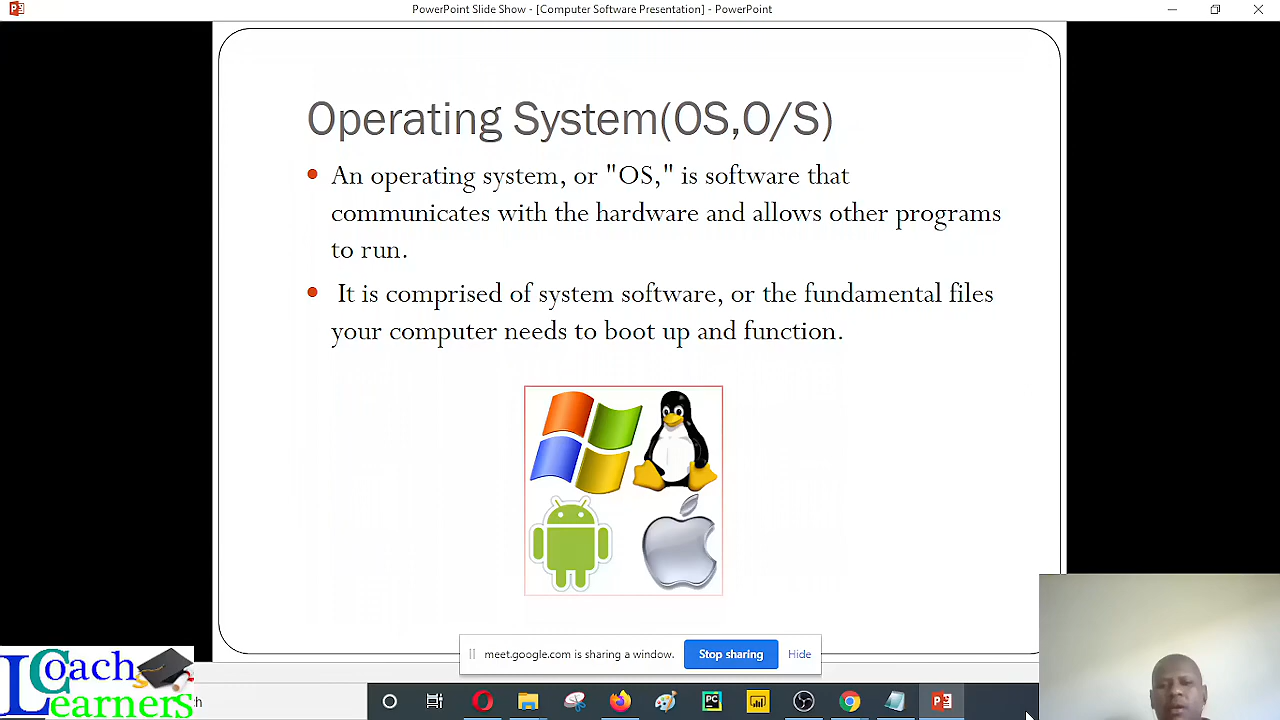 PowerPoint Slide Show - [Computer Software Presentation] - PowerPoint
Operating System(OS,O/S)
An operating system, or "OS," is software that
communicates with the hardware and allows other programs
to run.
It is comprised of system software, or the fundamental files
your computer needs to boot up and function.
meet.google.com is sharing a window.
Stop sharing
Hide
Coach
Learners
ch
PC